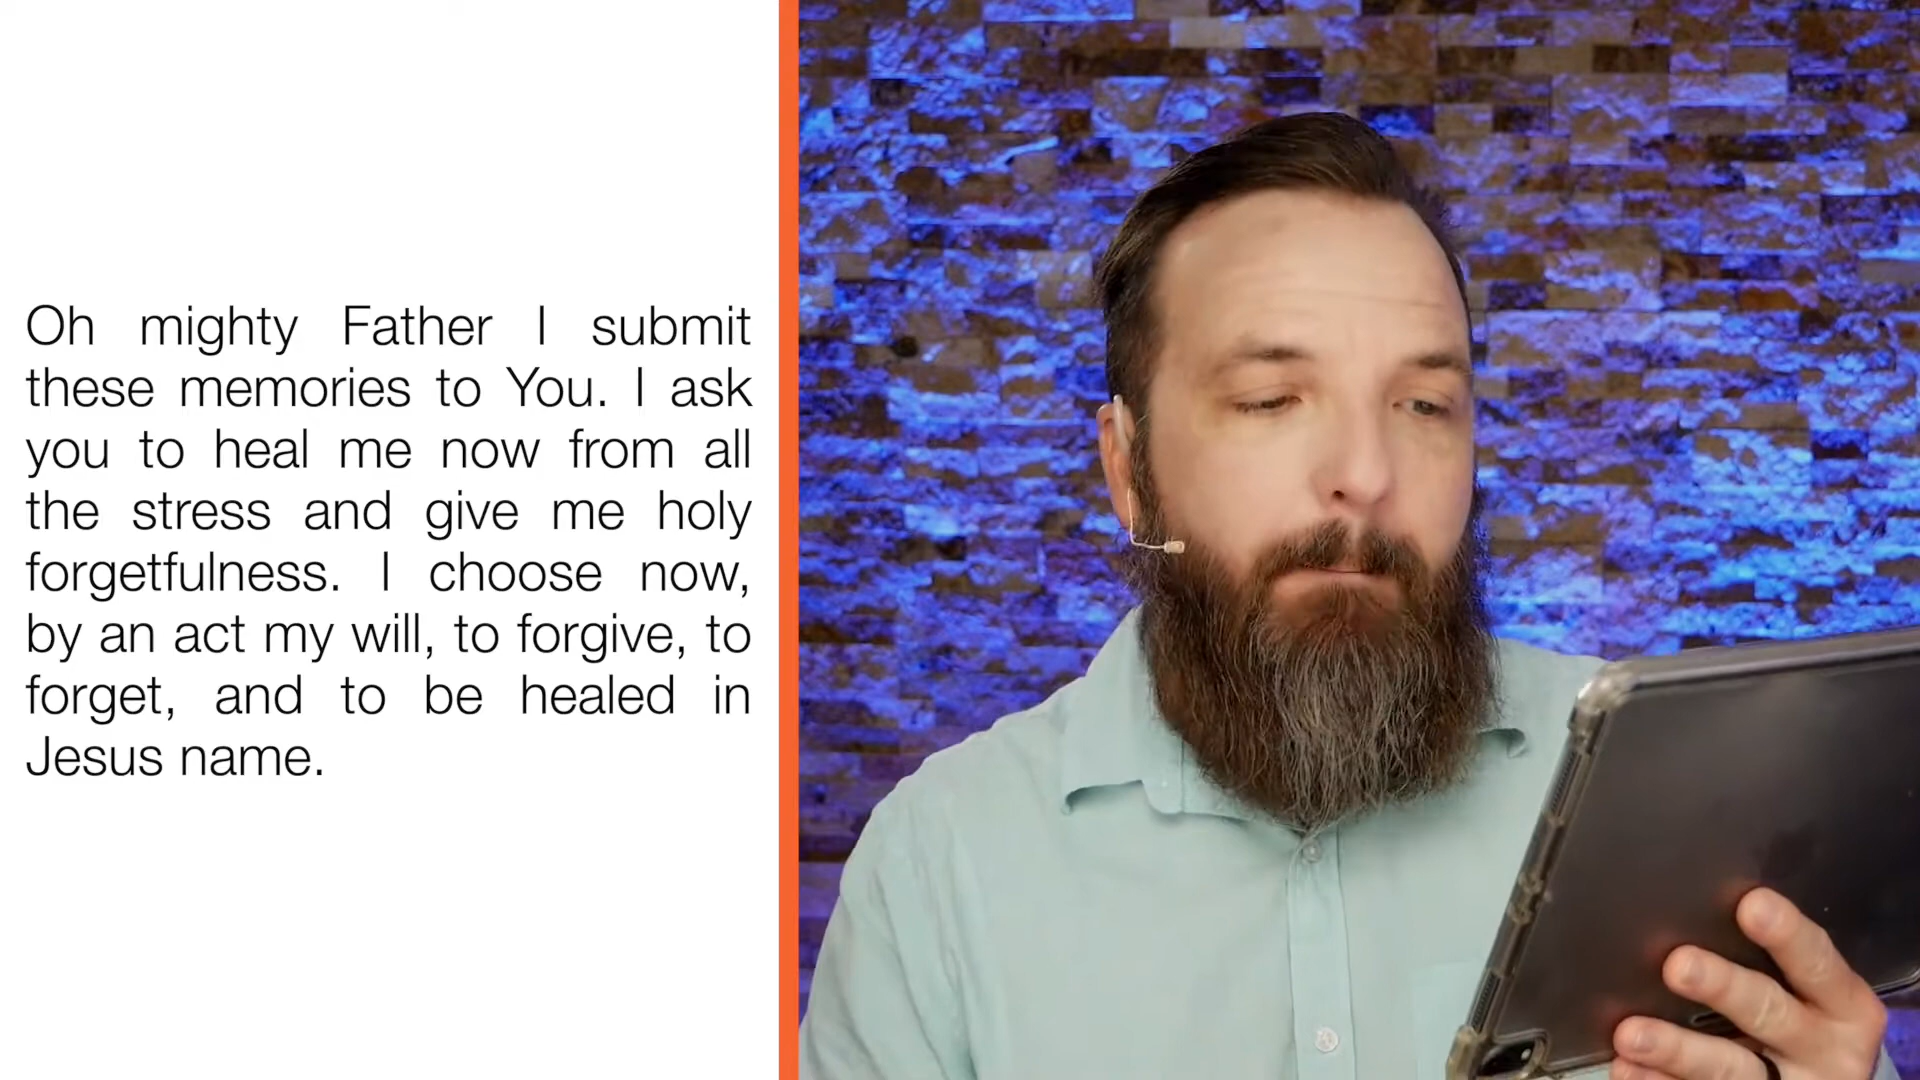 Oh mighty Father I submit
these memories to You. I ask
you to heal me now from all
the stress and give me holy
forgetfulness. I choose now,
by an act my will, to forgive, to
forget, and to be healed in
Jesus name.